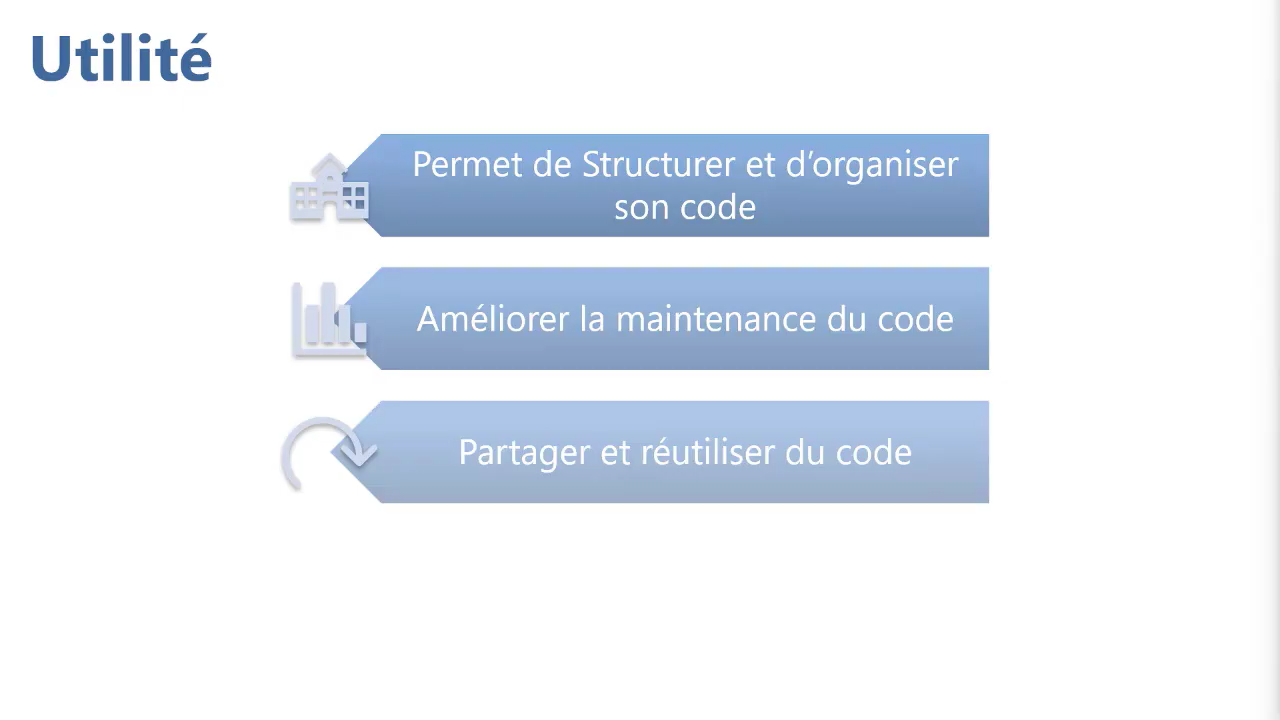 Utilité
Permet de Structurer et d’organiser
son code
Améliorer la maintenance du code
Partager et réutiliser du code